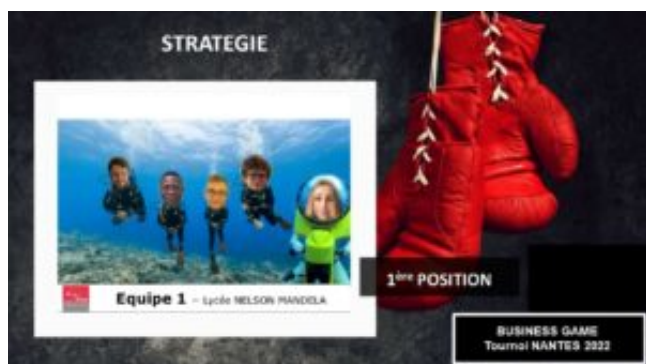 STRATEGIE
Equipe 1 – Lycée NELSON MANDELA
1ère POSITION
BUSINESS GAME
Tournoi NANTES 2022